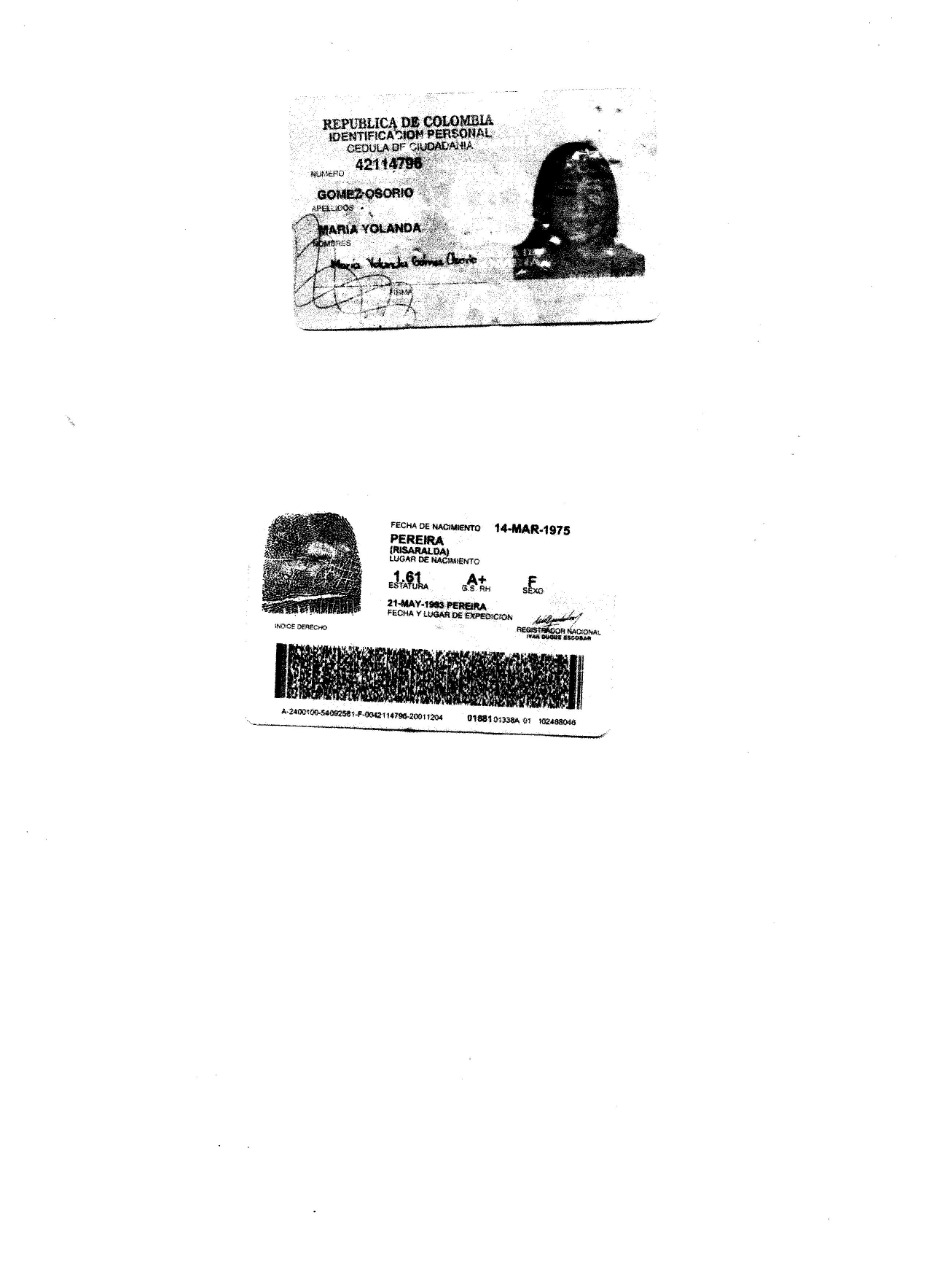 REPUBLICA DE COLOMBIA
IDENTIFICACION PERSONAL
CEDULA DE CIUDADANIA
42114796
NUMERO
GOMEZ OSORIO
APELLIDOS
MARIA YOLANDA
NOMBRES
Maria Yolanda Gómez Osorio
FIRMA
FECHA DE NACIMIENTO 14-MAR-1975
PEREIRA
(RISARALDA)
LUGAR DE NACIMIENTO
1.61 A+ F
ESTATURA G.S. RH SEXO
21-MAY-1993 PEREIRA
FECHA Y LUGAR DE EXPEDICION
INDICE DERECHO
REGISTRADOR NACIONAL
IVAN DUQUE ESCOBAR
A-2400100-54092581-F-0042114796-20011204 01881 01338A 01 102488046